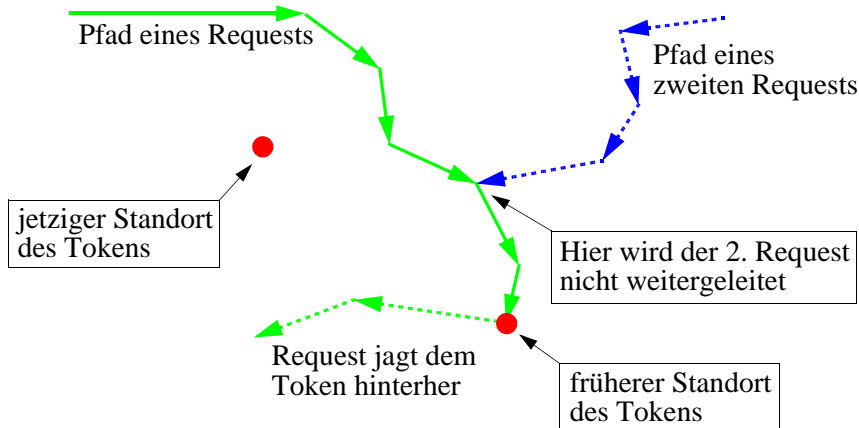 Pfad eines Requests
Pfad eines
zweiten Requests
jetziger Standort
des Tokens
Hier wird der 2. Request
nicht weitergeleitet
Request jagt dem
Token hinterher
früherer Standort
des Tokens